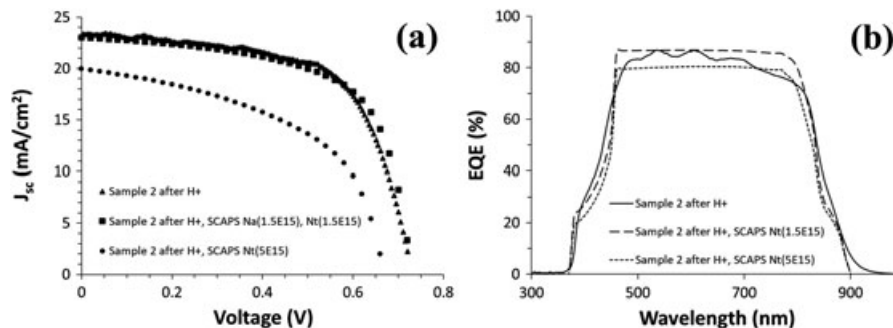 (a)
J_sc (mA/cm²)
25
20
15
10
5
0
0 0.2 0.4 0.6 0.8
Voltage (V)
Sample 2 after H+
Sample 2 after H+, SCAPS Na(1.5E15), Nt(1.5E15)
Sample 2 after H+, SCAPS Nt(5E15)
(b)
EQE (%)
100
80
60
40
20
0
300 500 700 900
Wavelength (nm)
Sample 2 after H+
Sample 2 after H+, SCAPS Nt(1.5E15)
Sample 2 after H+, SCAPS Nt(5E15)